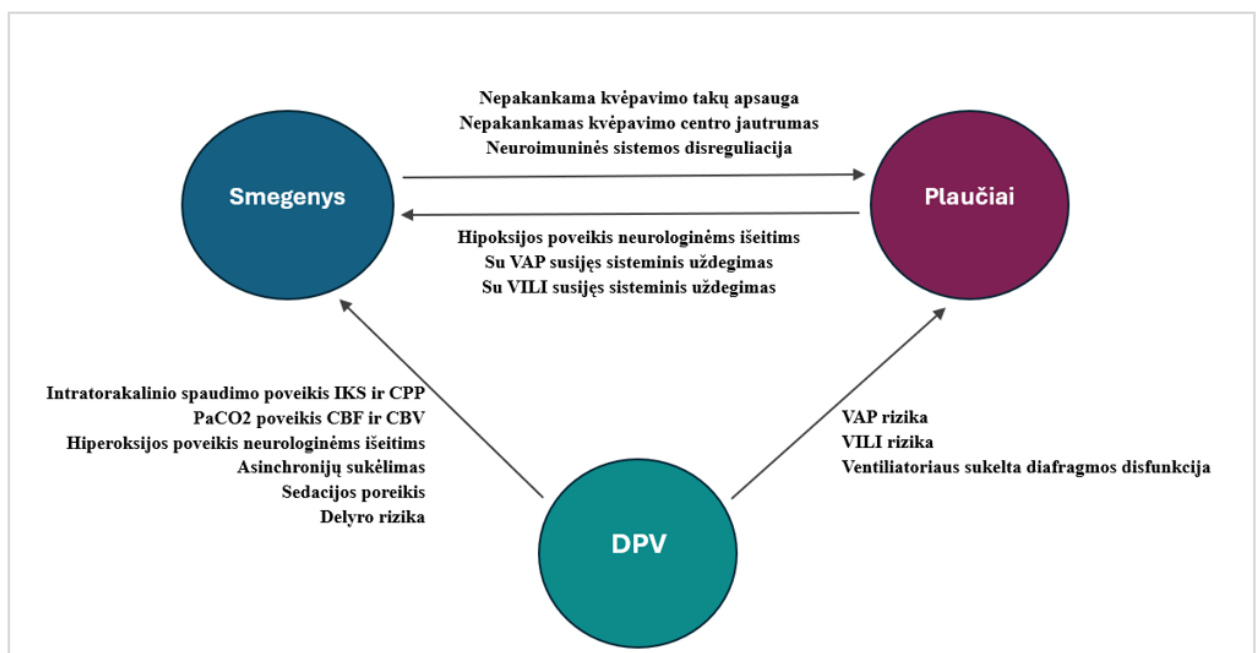 Nepakankama kvėpavimo takų apsauga
Nepakankamas kvėpavimo centro jautrumas
Neuroimuninės sistemos disreguliacija
Smegenys
Plaučiai
Hipoksijos poveikis neurologinėms išeitims
Su VAP susijęs sisteminis uždegimas
Su VILI susijęs sisteminis uždegimas
Intratorakalinio spaudimo poveikis IKS ir CPP
PaCO2 poveikis CBF ir CBV
Hiperoksijos poveikis neurologinėms išeitims
Asinchronijų sukėlimas
Sedacijos poreikis
Delyro rizika
VAP rizika
VILI rizika
Ventiliatoriaus sukelta diafragmos disfunkcija
DPV